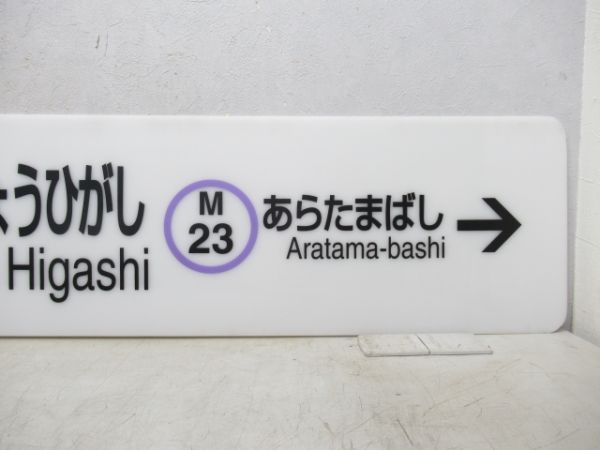 ょうひがし
Higashi
M
23
あらたまばし
Aratama-bashi
→